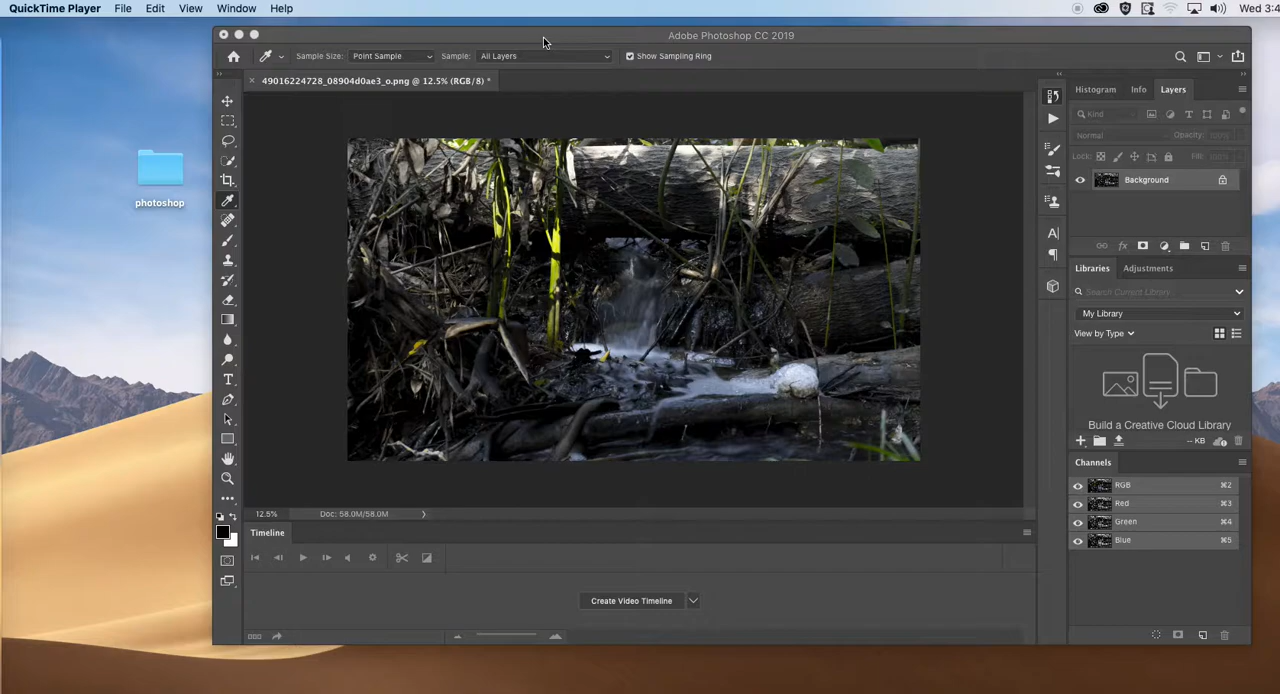 QuickTime Player File Edit View Window Help Wed 3:4
Adobe Photoshop CC 2019
Sample Size: Point Sample Sample: All Layers Show Sampling Ring
× 49016224728_08904d0ae3_o.png @ 12.5% (RGB/8) *
Histogram Info Layers
Kind
Normal Opacity: 100%
Lock: Fill: 100%
Background
photoshop
Libraries Adjustments
Search Current Library
My Library
View by Type
Build a Creative Cloud Library
-- KB
Channels
RGB ⌘2
Red ⌘3
Green ⌘4
Blue ⌘5
12.5% Doc: 58.0M/58.0M
Timeline
Create Video Timeline